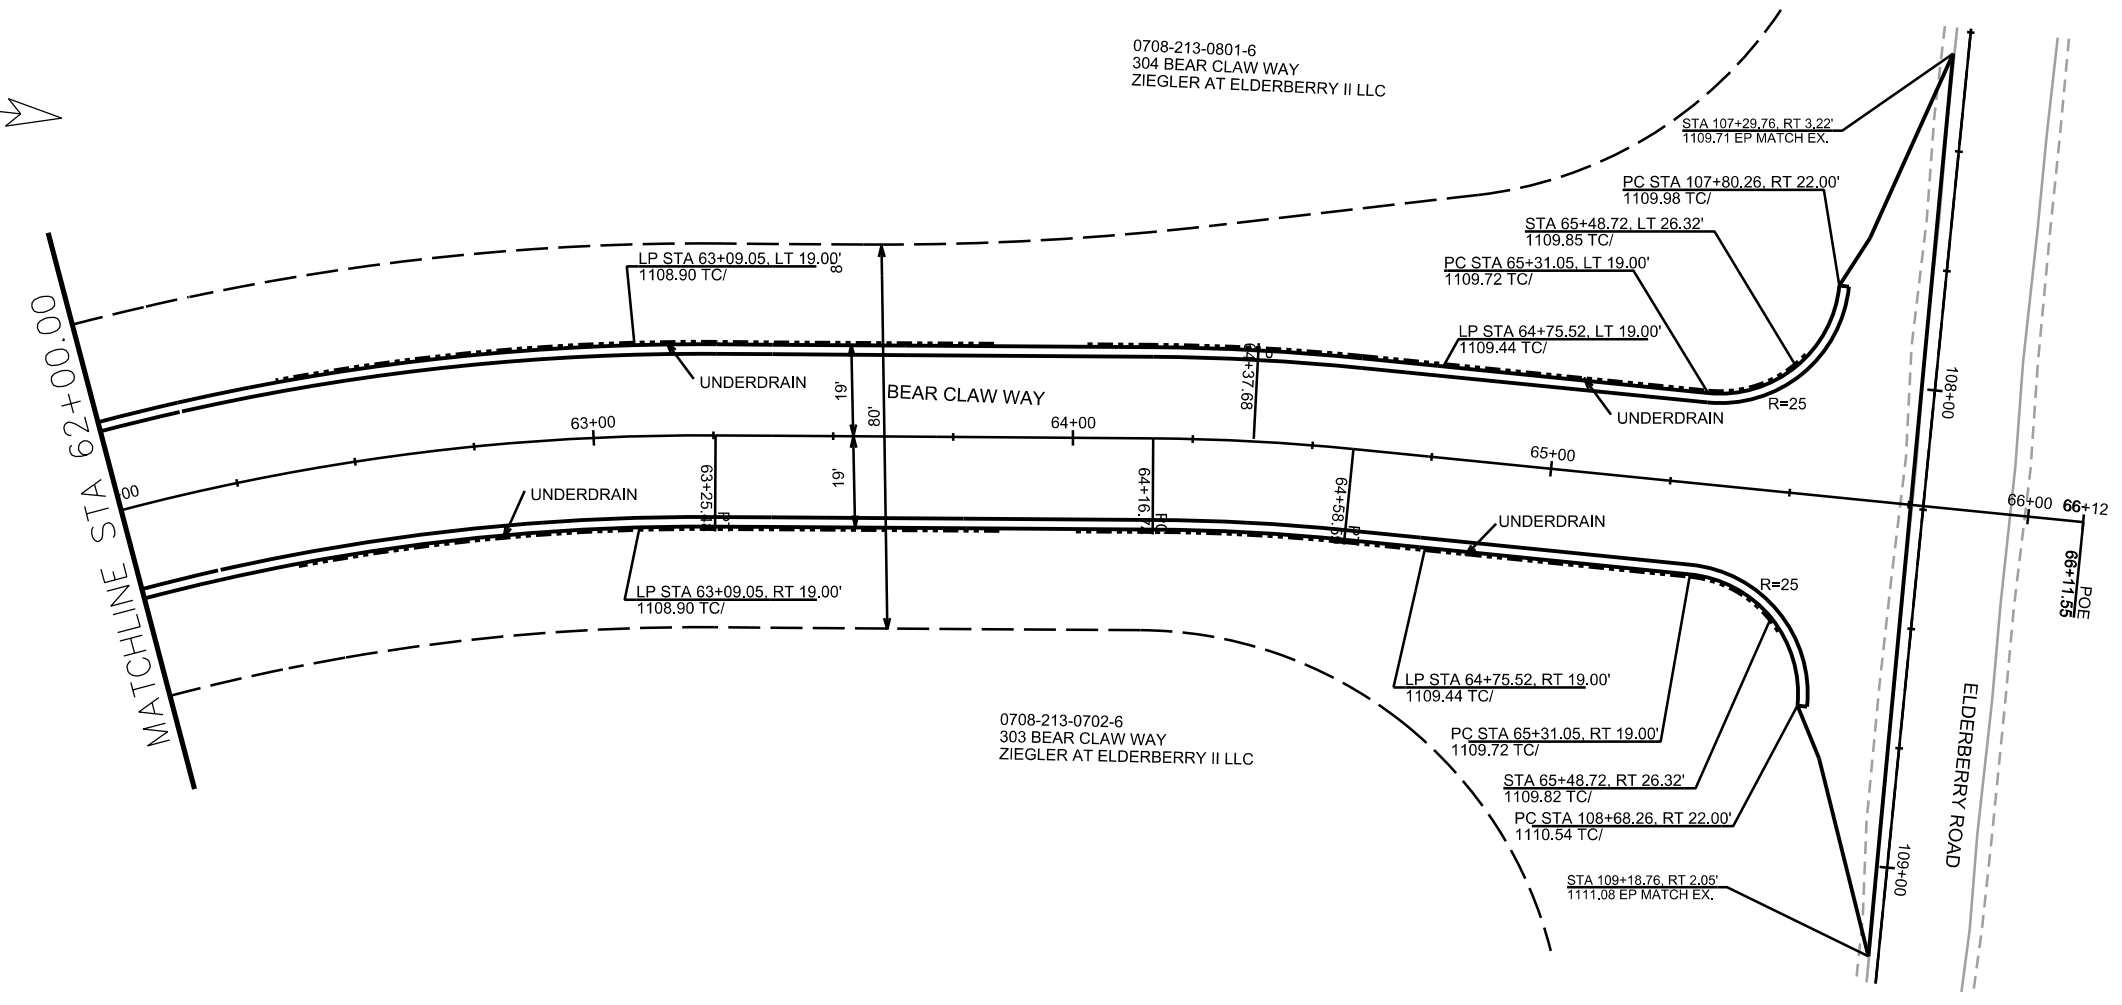 0708-213-0801-6
304 BEAR CLAW WAY
ZIEGLER AT ELDERBERRY II LLC
STA 107+29.76, RT 3.22'
1109.71 EP MATCH EX.
PC STA 107+80.26, RT 22.00'
1109.98 TC/
STA 65+48.72, LT 26.32'
1109.85 TC/
PC STA 65+31.05, LT 19.00'
1109.72 TC/
LP STA 64+75.52, LT 19.00'
1109.44 TC/
LP STA 63+09.05, LT 19.00'
1108.90 TC/
8
MATCHLINE STA 62+00.00
UNDERDRAIN
19'
80'
BEAR CLAW WAY
64+37.68
UNDERDRAIN
R=25
108+00
63+00
64+00
65+00
66+00
66+12
00
UNDERDRAIN
63+25.43
PT
19'
64+16.77
PC
64+58.59
PT
UNDERDRAIN
R=25
POE
66+11.55
LP STA 63+09.05, RT 19.00'
1108.90 TC/
LP STA 64+75.52, RT 19.00'
1109.44 TC/
PC STA 65+31.05, RT 19.00'
1109.72 TC/
STA 65+48.72, RT 26.32'
1109.82 TC/
PC STA 108+68.26, RT 22.00'
1110.54 TC/
STA 109+18.76, RT 2.05'
1111.08 EP MATCH EX.
0708-213-0702-6
303 BEAR CLAW WAY
ZIEGLER AT ELDERBERRY II LLC
ELDERBERRY ROAD
109+00